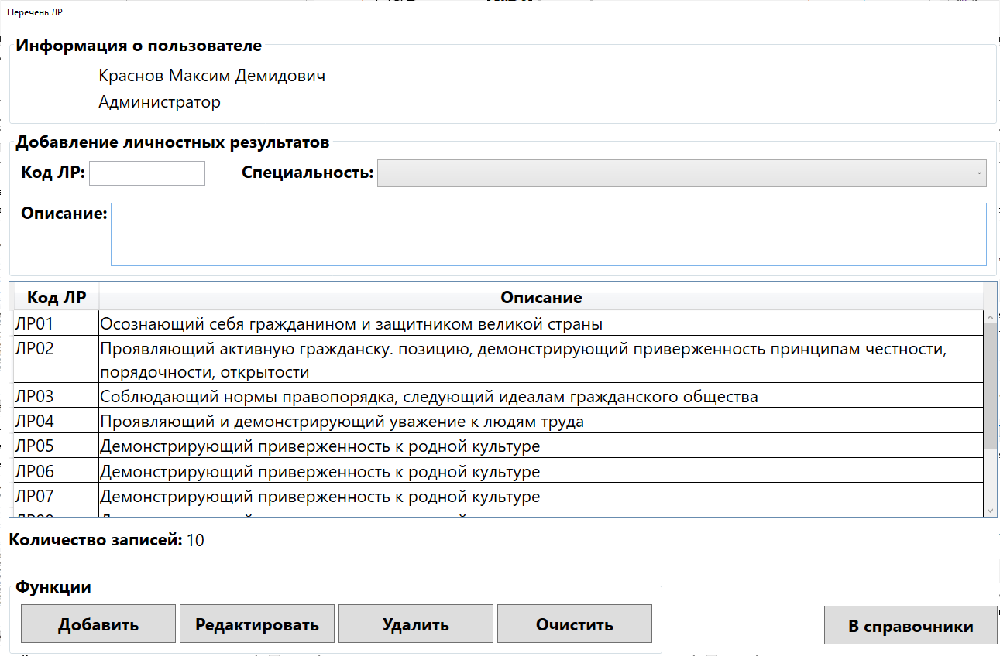 Перечень ЛР
Информация о пользователе
Краснов Максим Демидович
Администратор
Добавление личностных результатов
Код ЛР: Специальность:
Описание:
Код ЛР Описание
ЛР01 Осознающий себя гражданином и защитником великой страны
ЛР02 Проявляющий активную гражданску. позицию, демонстрирующий приверженность принципам честности,
порядочности, открытости
ЛР03 Соблюдающий нормы правопорядка, следующий идеалам гражданского общества
ЛР04 Проявляющий и демонстрирующий уважение к людям труда
ЛР05 Демонстрирующий приверженность к родной культуре
ЛР06 Демонстрирующий приверженность к родной культуре
ЛР07 Демонстрирующий приверженность к родной культуре
Количество записей: 10
Функции
Добавить Редактировать Удалить Очистить В справочники